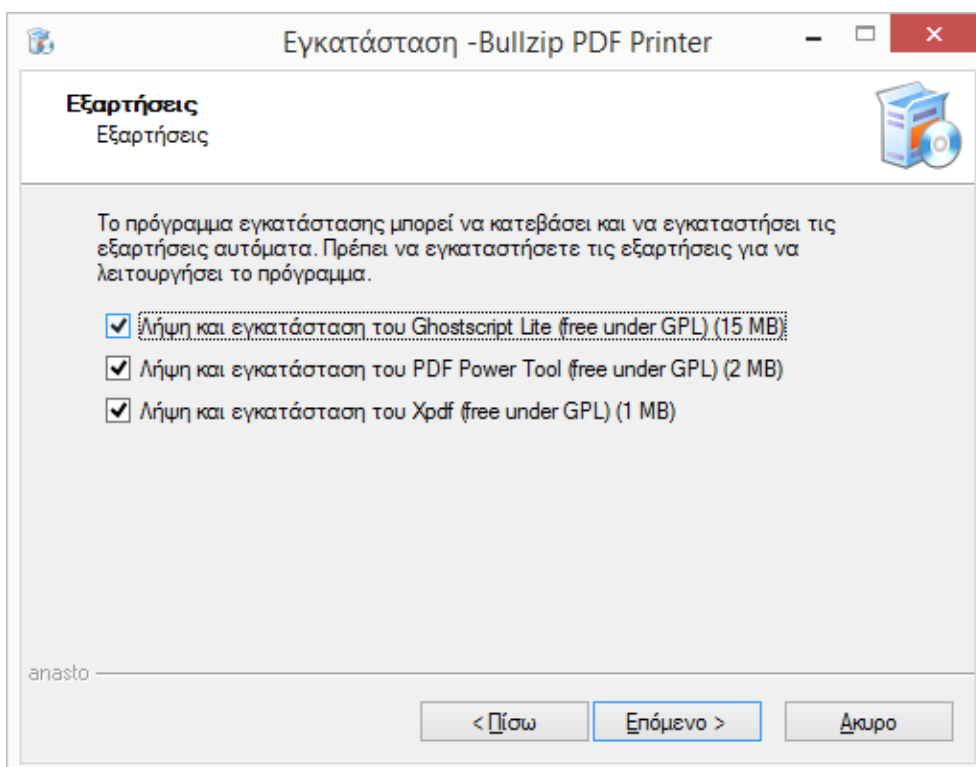 Εγκατάσταση -Bullzip PDF Printer
Εξαρτήσεις
Εξαρτήσεις
Το πρόγραμμα εγκατάστασης μπορεί να κατεβάσει και να εγκαταστήσει τις
εξαρτήσεις αυτόματα. Πρέπει να εγκαταστήσετε τις εξαρτήσεις για να
λειτουργήσει το πρόγραμμα.
Λήψη και εγκατάσταση του Ghostscript Lite (free under GPL) (15 MB)
Λήψη και εγκατάσταση του PDF Power Tool (free under GPL) (2 MB)
Λήψη και εγκατάσταση του Xpdf (free under GPL) (1 MB)
anasto
< Πίσω
Επόμενο >
Ακυρο